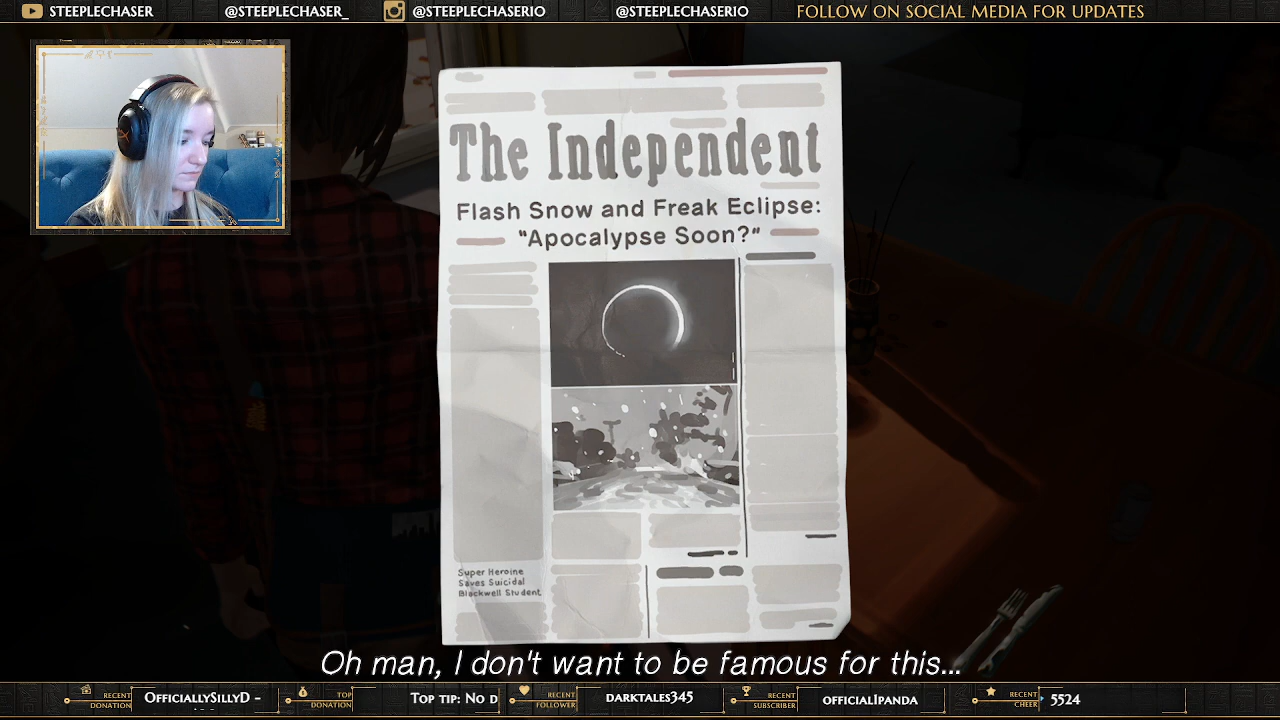 STEEPLECHASER
@STEEPLECHASER_
@STEEPLECHASERIO
@STEEPLECHASERIO
FOLLOW ON SOCIAL MEDIA FOR UPDATES
The Independent
Flash Snow and Freak Eclipse:
"Apocalypse Soon?"
Super Heroine
Saves Suicidal
Blackwell Student
Oh man, I don't want to be famous for this...
RECENT
DONATION
OfficiallySillyD -
TOP
DONATION
Top tip: No d
RECENT
FOLLOWER
darktales345
RECENT
SUBSCRIBER
officialpanda
RECENT
CHEER
5524